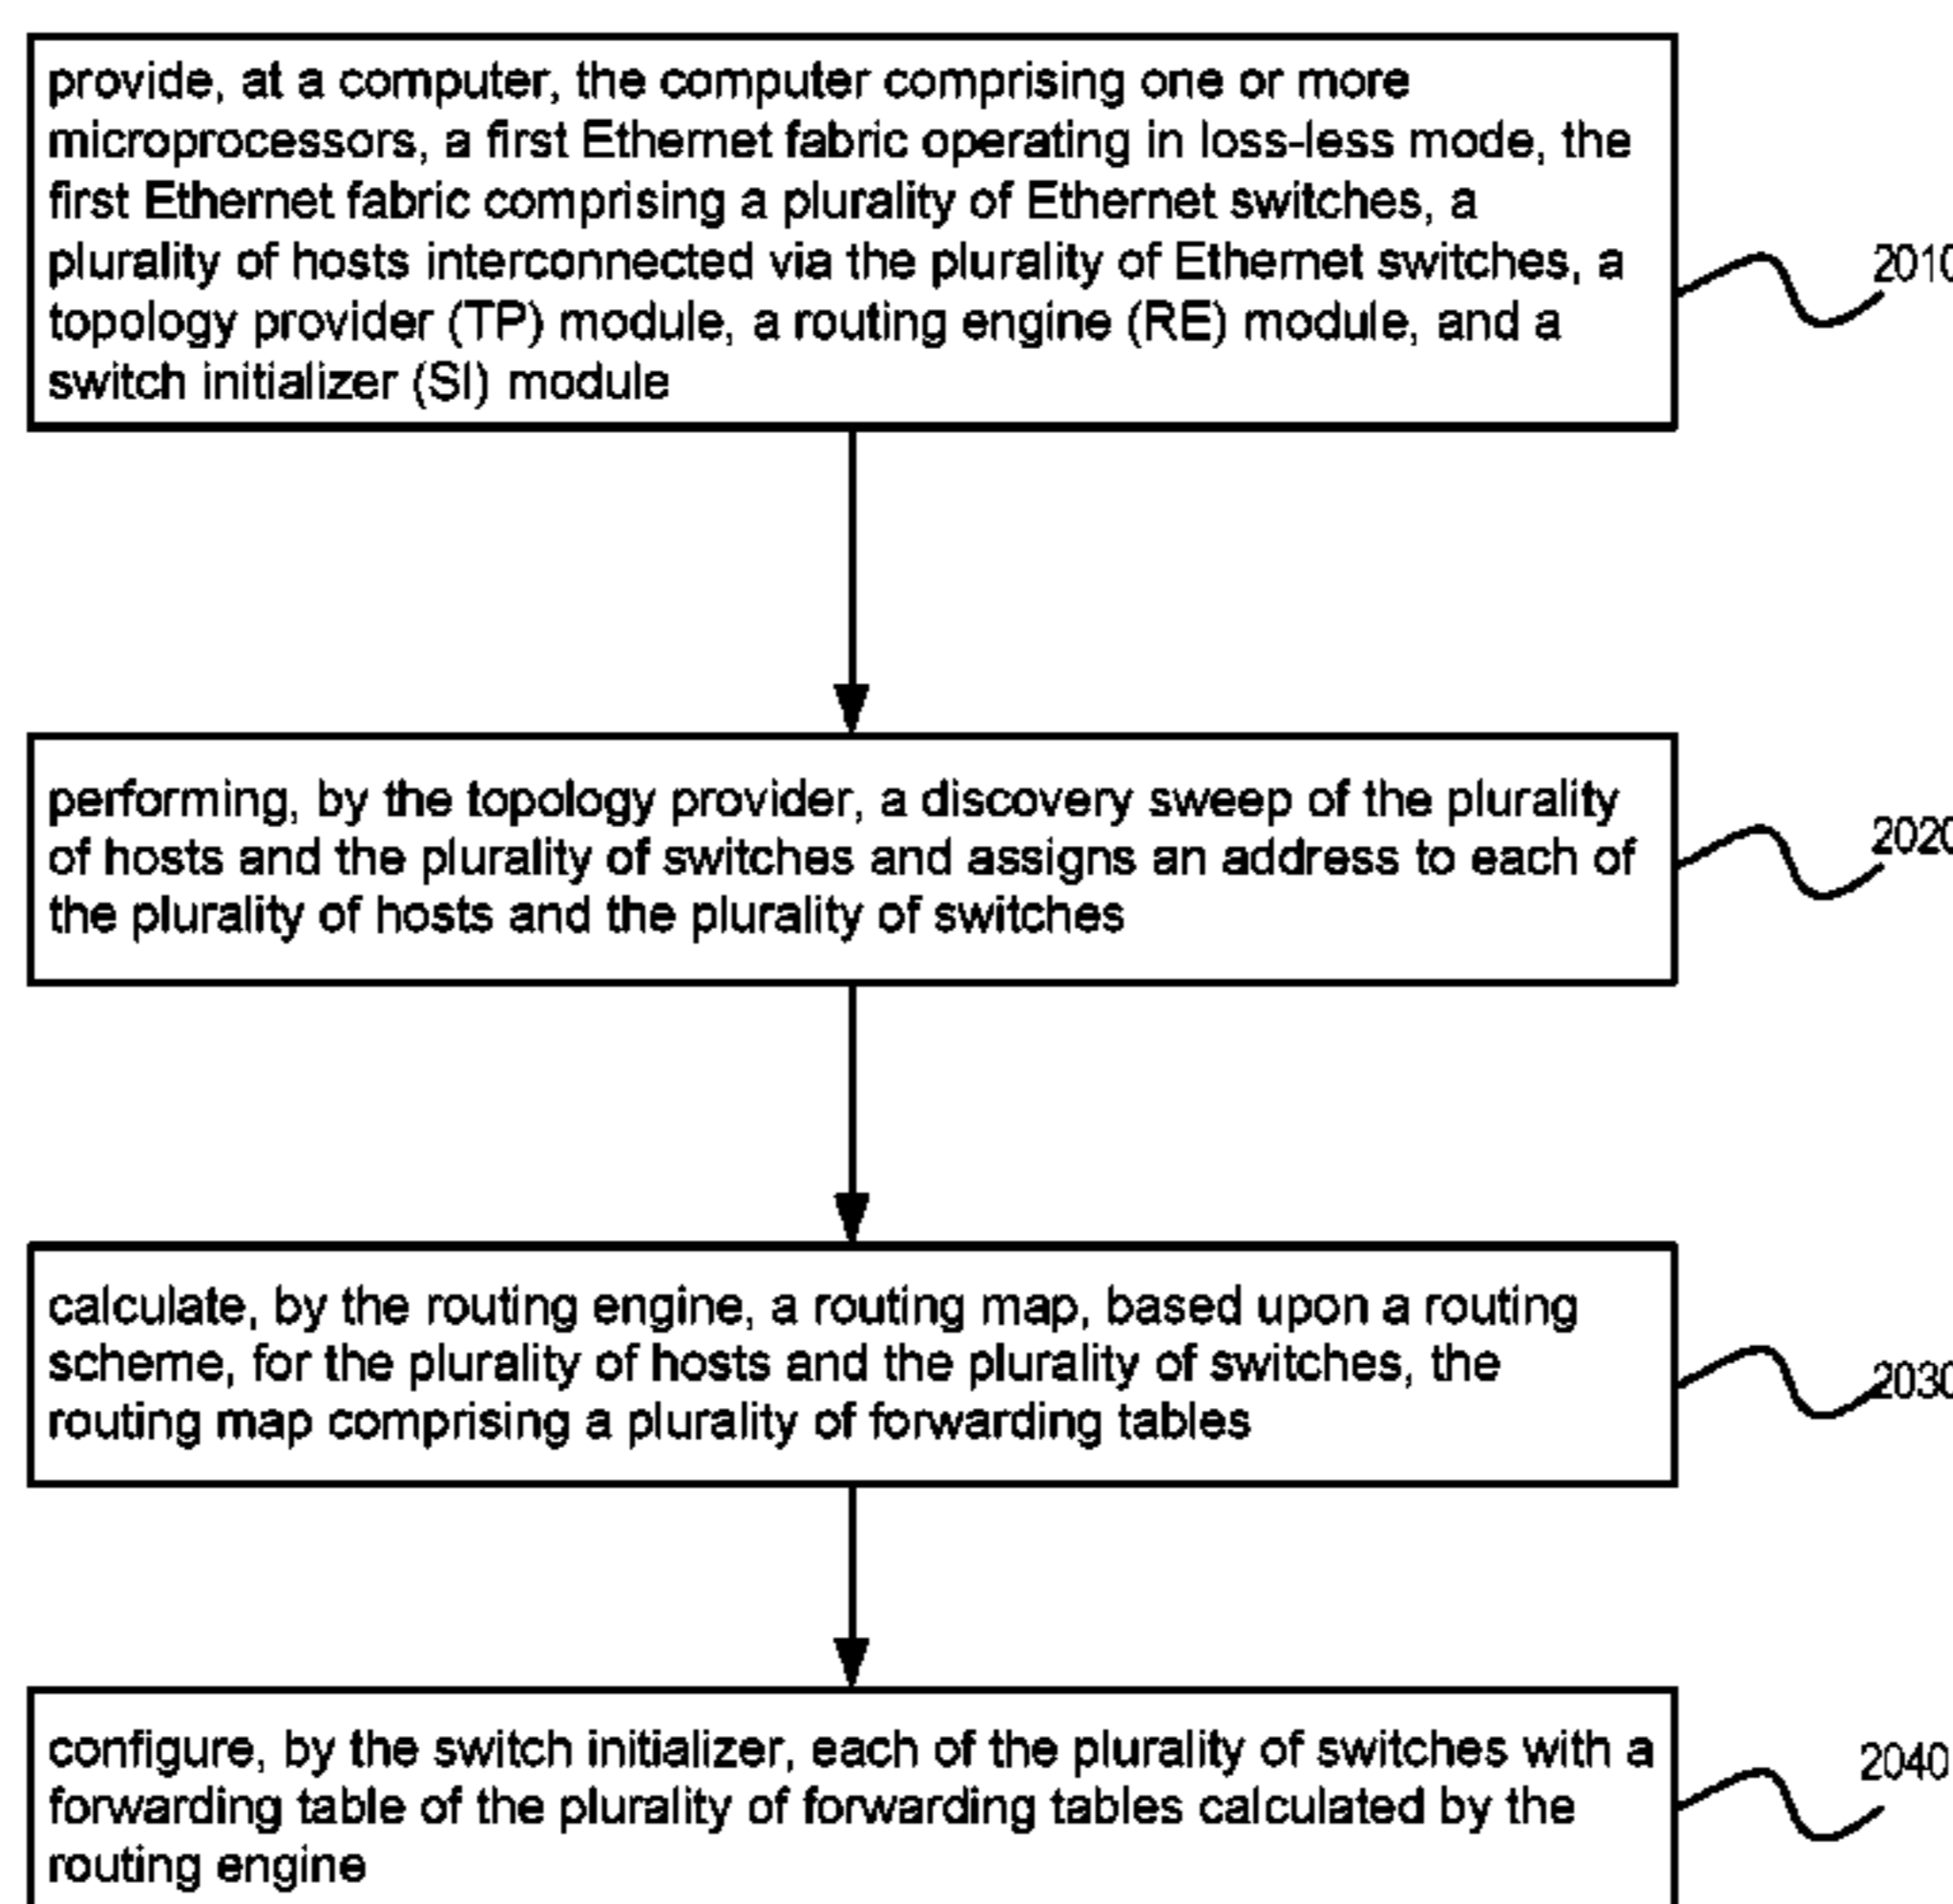 provide, at a computer, the computer comprising one or more
microprocessors, a first Ethernet fabric operating in loss-less mode, the
first Ethernet fabric comprising a plurality of Ethernet switches, a
plurality of hosts interconnected via the plurality of Ethernet switches, a
topology provider (TP) module, a routing engine (RE) module, and a
switch initializer (SI) module
2010
performing, by the topology provider, a discovery sweep of the plurality
of hosts and the plurality of switches and assigns an address to each of
the plurality of hosts and the plurality of switches
2020
calculate, by the routing engine, a routing map, based upon a routing
scheme, for the plurality of hosts and the plurality of switches, the
routing map comprising a plurality of forwarding tables
2030
configure, by the switch initializer, each of the plurality of switches with a
forwarding table of the plurality of forwarding tables calculated by the
routing engine
2040